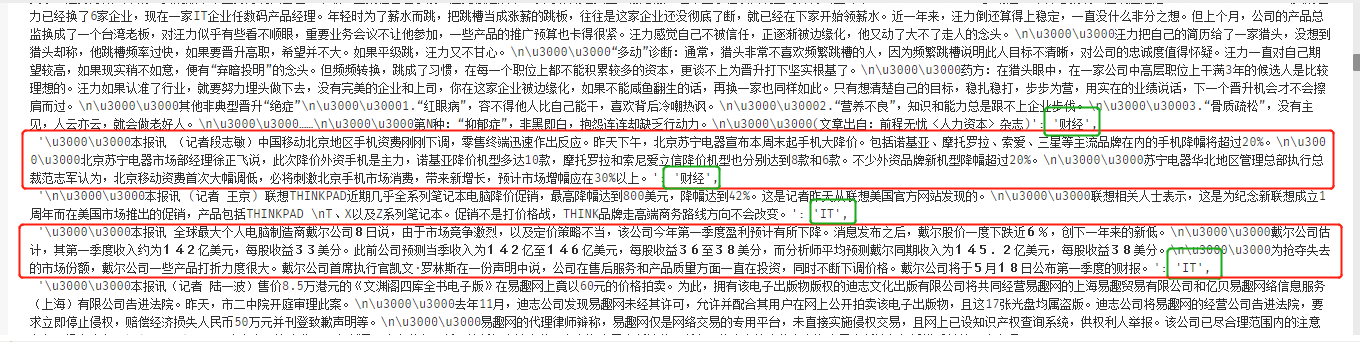 力已经换了6家企业，现在一家IT企业任数码产品经理。年轻时为了薪水而跳，把跳槽当成涨薪的跳板，往往是这家企业还没彻底了断，就已经在下家开始领薪水。近一年来，汪力倒还算得上稳定，一直没什么非分之想。但上个月，公司的产品总
监换成了一个台湾老板，对汪力似乎有些看不顺眼，重要业务会议不让他参加，一些产品的推广预算也卡得很紧。汪力感觉自己不被信任，正逐渐被边缘化，他又动了大不了走人的念头。\n\u3000\u3000汪力把自己的简历给了一家猎头，没想到
猎头却称，他跳槽频率过快，如果要晋升高职，希望并不大。如果平级跳，汪力又不甘心。\n\u3000\u3000“多动”诊断：通常，猎头非常不喜欢频繁跳槽的人，因为频繁跳槽说明此人目标不清晰，对公司的忠诚度值得怀疑。汪力一直对自己期
望较高，如果现实稍不如意，便有“弃暗投明”的念头。但频频转换，跳成了习惯，在每一个职位上都不能积累较多的资本，更谈不上为晋升打下坚实根基了。\n\u3000\u3000药方：在猎头眼中，在一家公司中高层职位上干满3年的候选人是比较
理想的。汪力如果认准了行业，就要努力埋头做下去，没有完美的企业和上司，你在这家企业被边缘化，如果不能咸鱼翻生的话，再换一家也同样如此。只有想清楚自己的目标，稳扎稳打，步步为营，用实在的业绩说话，下一个晋升机会才不会擦
肩而过。\n\u3000\u3000其他非典型晋升“绝症”\n\u3000\u30001.“红眼病”，容不得他人比自己能干，喜欢背后冷嘲热讽。\n\u3000\u30002.“营养不良”，知识和能力总是跟不上企业步伐。\n\u3000\u30003.“骨质疏松”，没有主
见，人云亦云，就会做老好人。\n\u3000\u3000……\n\u3000\u3000第N种：“抑郁症”，非黑即白，抱怨连连却缺乏行动力。\n\u3000\u3000(文章出自：前程无忧〈人力资本〉杂志)': '财经',
'\u3000\u3000本报讯 （记者段志敏）中国移动北京地区手机资费刚刚下调，零售终端迅速作出反应。昨天下午，北京苏宁电器宣布本周末起手机大降价。包括诺基亚、摩托罗拉、索爱、三星等主流品牌在内的手机降幅将超过20%。\n\u300
0\u3000北京苏宁电器市场部经理徐正飞说，此次降价外资手机是主力，诺基亚降价机型多达10款，摩托罗拉和索尼爱立信降价机型也分别达到8款和6款。不少外资品牌新机型降幅超过20%。\n\u3000\u3000苏宁电器华北地区管理总部执行总
裁范志军认为，北京移动资费首次大幅调低，必将刺激北京手机市场消费，带来新增长，预计市场增幅应在30%以上。': '财经',
'\u3000\u3000本报讯（记者 王京）联想THINKPAD近期几乎全系列笔记本电脑降价促销，最高降幅达到800美元，降幅达到42%。这是记者昨天从联想美国官方网站发现的。\n\u3000\u3000联想相关人士表示，这是为纪念新联想成立1
周年而在美国市场推出的促销，产品包括THINKPAD \nT、X以及Z系列笔记本。促销不是打价格战，THINK品牌走高端商务路线方向不会改变。': 'IT',
'\u3000\u3000本报讯 全球最大个人电脑制造商戴尔公司８日说，由于市场竞争激烈，以及定价策略不当，该公司今年第一季度盈利预计有所下降。消息发布之后，戴尔股价一度下跌近６％，创下一年来的新低。\n\u3000\u3000戴尔公司估
计，其第一季度收入约为１４２亿美元，每股收益３３美分。此前公司预测当季收入为１４２亿至１４６亿美元，每股收益３６至３８美分，而分析师平均预测戴尔同期收入为１４５．２亿美元，每股收益３８美分。\n\u3000\u3000为抢夺失去
的市场份额，戴尔公司一些产品打折力度很大。戴尔公司首席执行官凯文·罗林斯在一份声明中说，公司在售后服务和产品质量方面一直在投资，同时不断下调价格。戴尔公司将于５月１８日公布第一季度的财报。': 'IT',
'\u3000\u3000本报讯（记者 陆一波）售价8.5万港元的《文渊阁四库全书电子版》在易趣网上竟以60元的价格拍卖。为此，拥有该电子出版物版权的迪志文化出版有限公司将共同经营易趣网的上海易趣贸易有限公司和亿贝易趣网络信息服务
（上海）有限公司告进法院。昨天，市二中院开庭审理此案。\n\u3000\u3000去年11月，迪志公司发现易趣网未经其许可，允许并配合其用户在网上公开拍卖该电子出版物，且这17张光盘均属盗版。迪志公司将易趣网的经营公司告进法院，要
求立即停止侵权，赔偿经济损失人民币50万元并刊登致歉声明等。\n\u3000\u3000易趣网的代理律师辩称，易趣网仅是网络交易的专用平台，未直接实施侵权交易，且网上已设知识产权查询系统，供权利人举报。该公司已尽合理范围内的注意